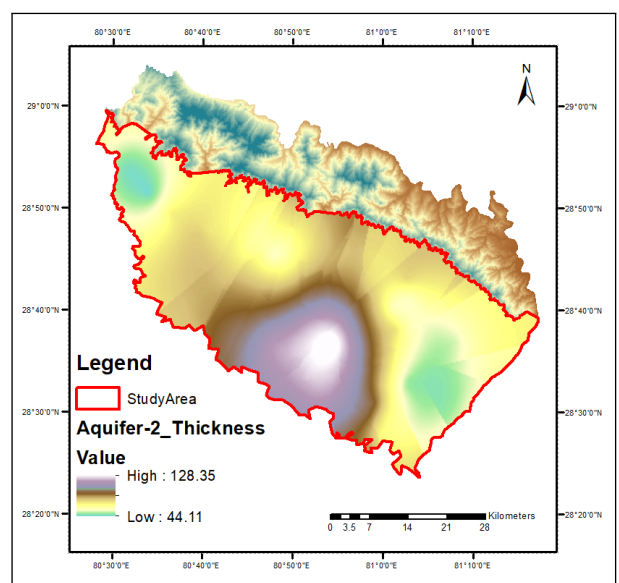 80°30'0"E 80°40'0"E 80°50'0"E 81°0'0"E 81°10'0"E
N
29°0'0"N 29°0'0"N
28°50'0"N 28°50'0"N
28°40'0"N 28°40'0"N
Legend
StudyArea
28°30'0"N 28°30'0"N
Aquifer-2_Thickness
Value
High : 128.35
Low : 44.11
28°20'0"N 28°20'0"N
Kilometers
0 3.5 7 14 21 28
80°30'0"E 80°40'0"E 80°50'0"E 81°0'0"E 81°10'0"E